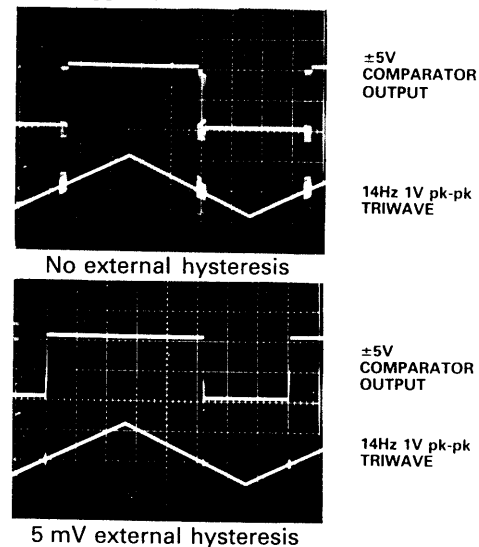 ±5V
COMPARATOR
OUTPUT
14Hz 1V pk-pk
TRIWAVE
No external hysteresis
±5V
COMPARATOR
OUTPUT
14Hz 1V pk-pk
TRIWAVE
5 mV external hysteresis